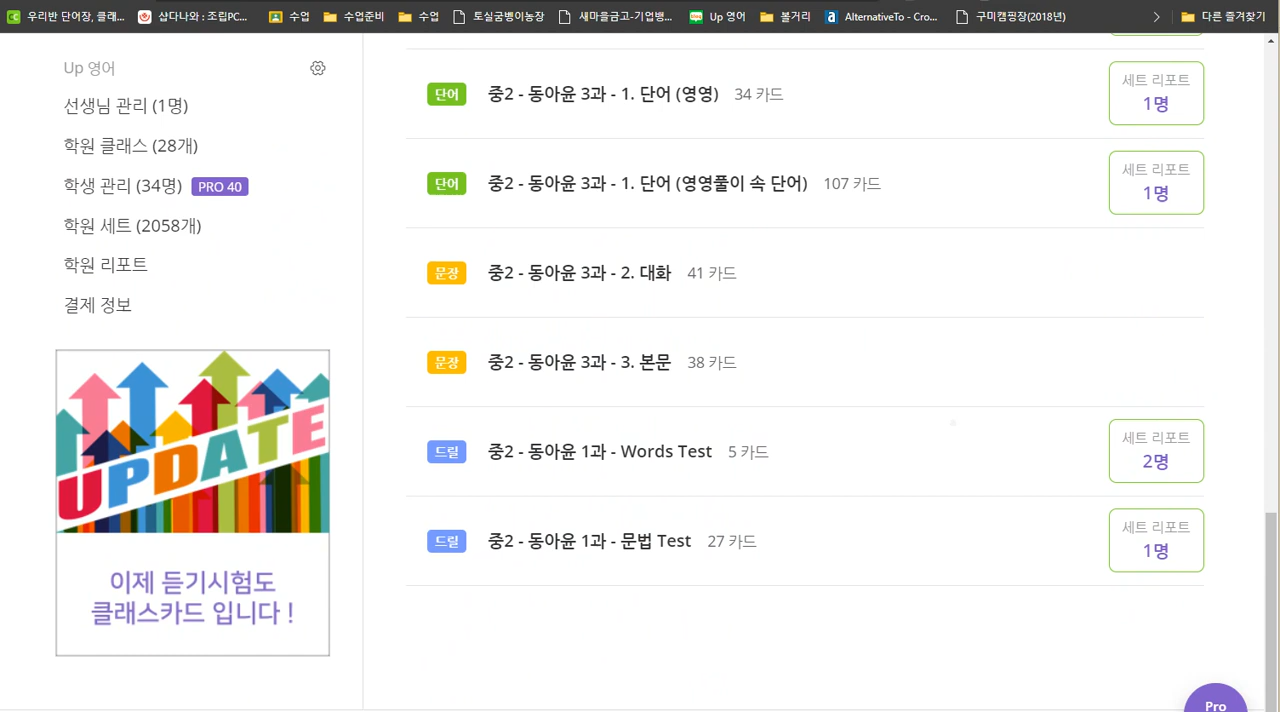 우리반 단어장, 클래... 샵다나와 : 조립PC... 수업 수업준비 수업 토실굼벵이농장 새마을금고-기업뱅... Up 영어 볼거리 AlternativeTo - Cro... 구미캠핑장(2018년) 다른 즐겨찾기
Up 영어
선생님 관리 (1명)
학원 클래스 (28개)
학생 관리 (34명) PRO 40
학원 세트 (2058개)
학원 리포트
결제 정보
UPDATE
이제 듣기시험도
클래스카드 입니다 !
단어 중2 - 동아윤 3과 - 1. 단어 (영영) 34 카드
세트 리포트
1명
단어 중2 - 동아윤 3과 - 1. 단어 (영영풀이 속 단어) 107 카드
세트 리포트
1명
문장 중2 - 동아윤 3과 - 2. 대화 41 카드
문장 중2 - 동아윤 3과 - 3. 본문 38 카드
드릴 중2 - 동아윤 1과 - Words Test 5 카드
세트 리포트
2명
드릴 중2 - 동아윤 1과 - 문법 Test 27 카드
세트 리포트
1명
Pro